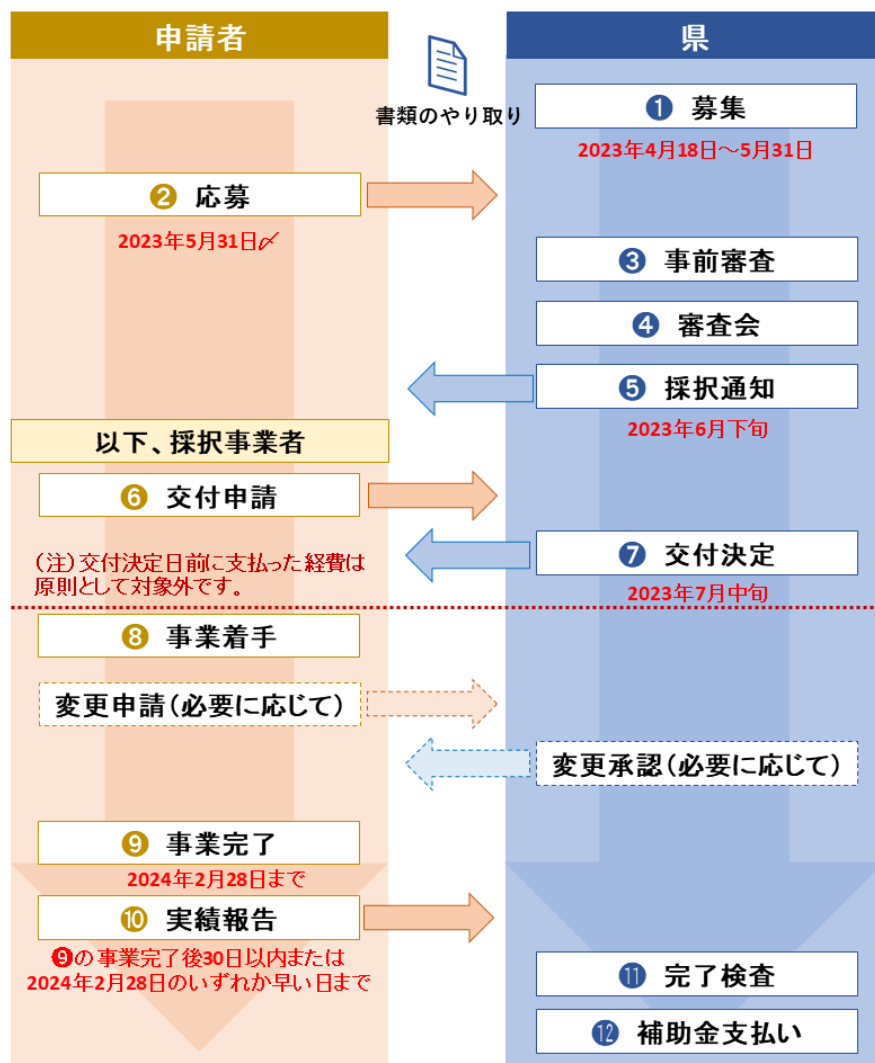 申請者
県
書類のやり取り
❶ 募集
2023年4月18日～5月31日
❷ 応募
2023年5月31日〆
❸ 事前審査
❹ 審査会
❺ 採択通知
2023年6月下旬
以下、採択事業者
❻ 交付申請
（注）交付決定日前に支払った経費は
原則として対象外です。
❼ 交付決定
2023年7月中旬
❽ 事業着手
変更申請（必要に応じて）
変更承認（必要に応じて）
❾ 事業完了
2024年2月28日まで
❿ 実績報告
❾の事業完了後30日以内または
2024年2月28日のいずれか早い日まで
⓫ 完了検査
⓬ 補助金支払い